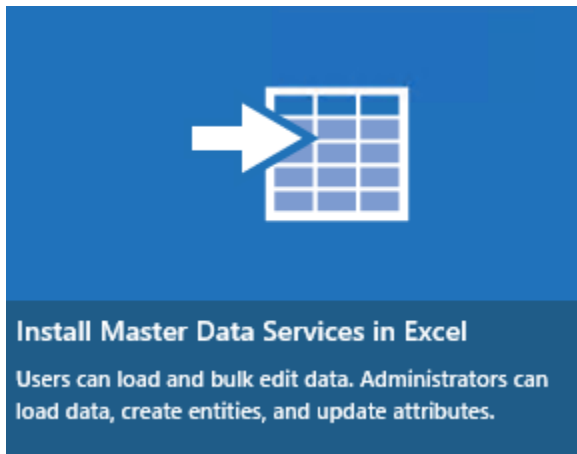 Install Master Data Services in Excel
Users can load and bulk edit data. Administrators can
load data, create entities, and update attributes.